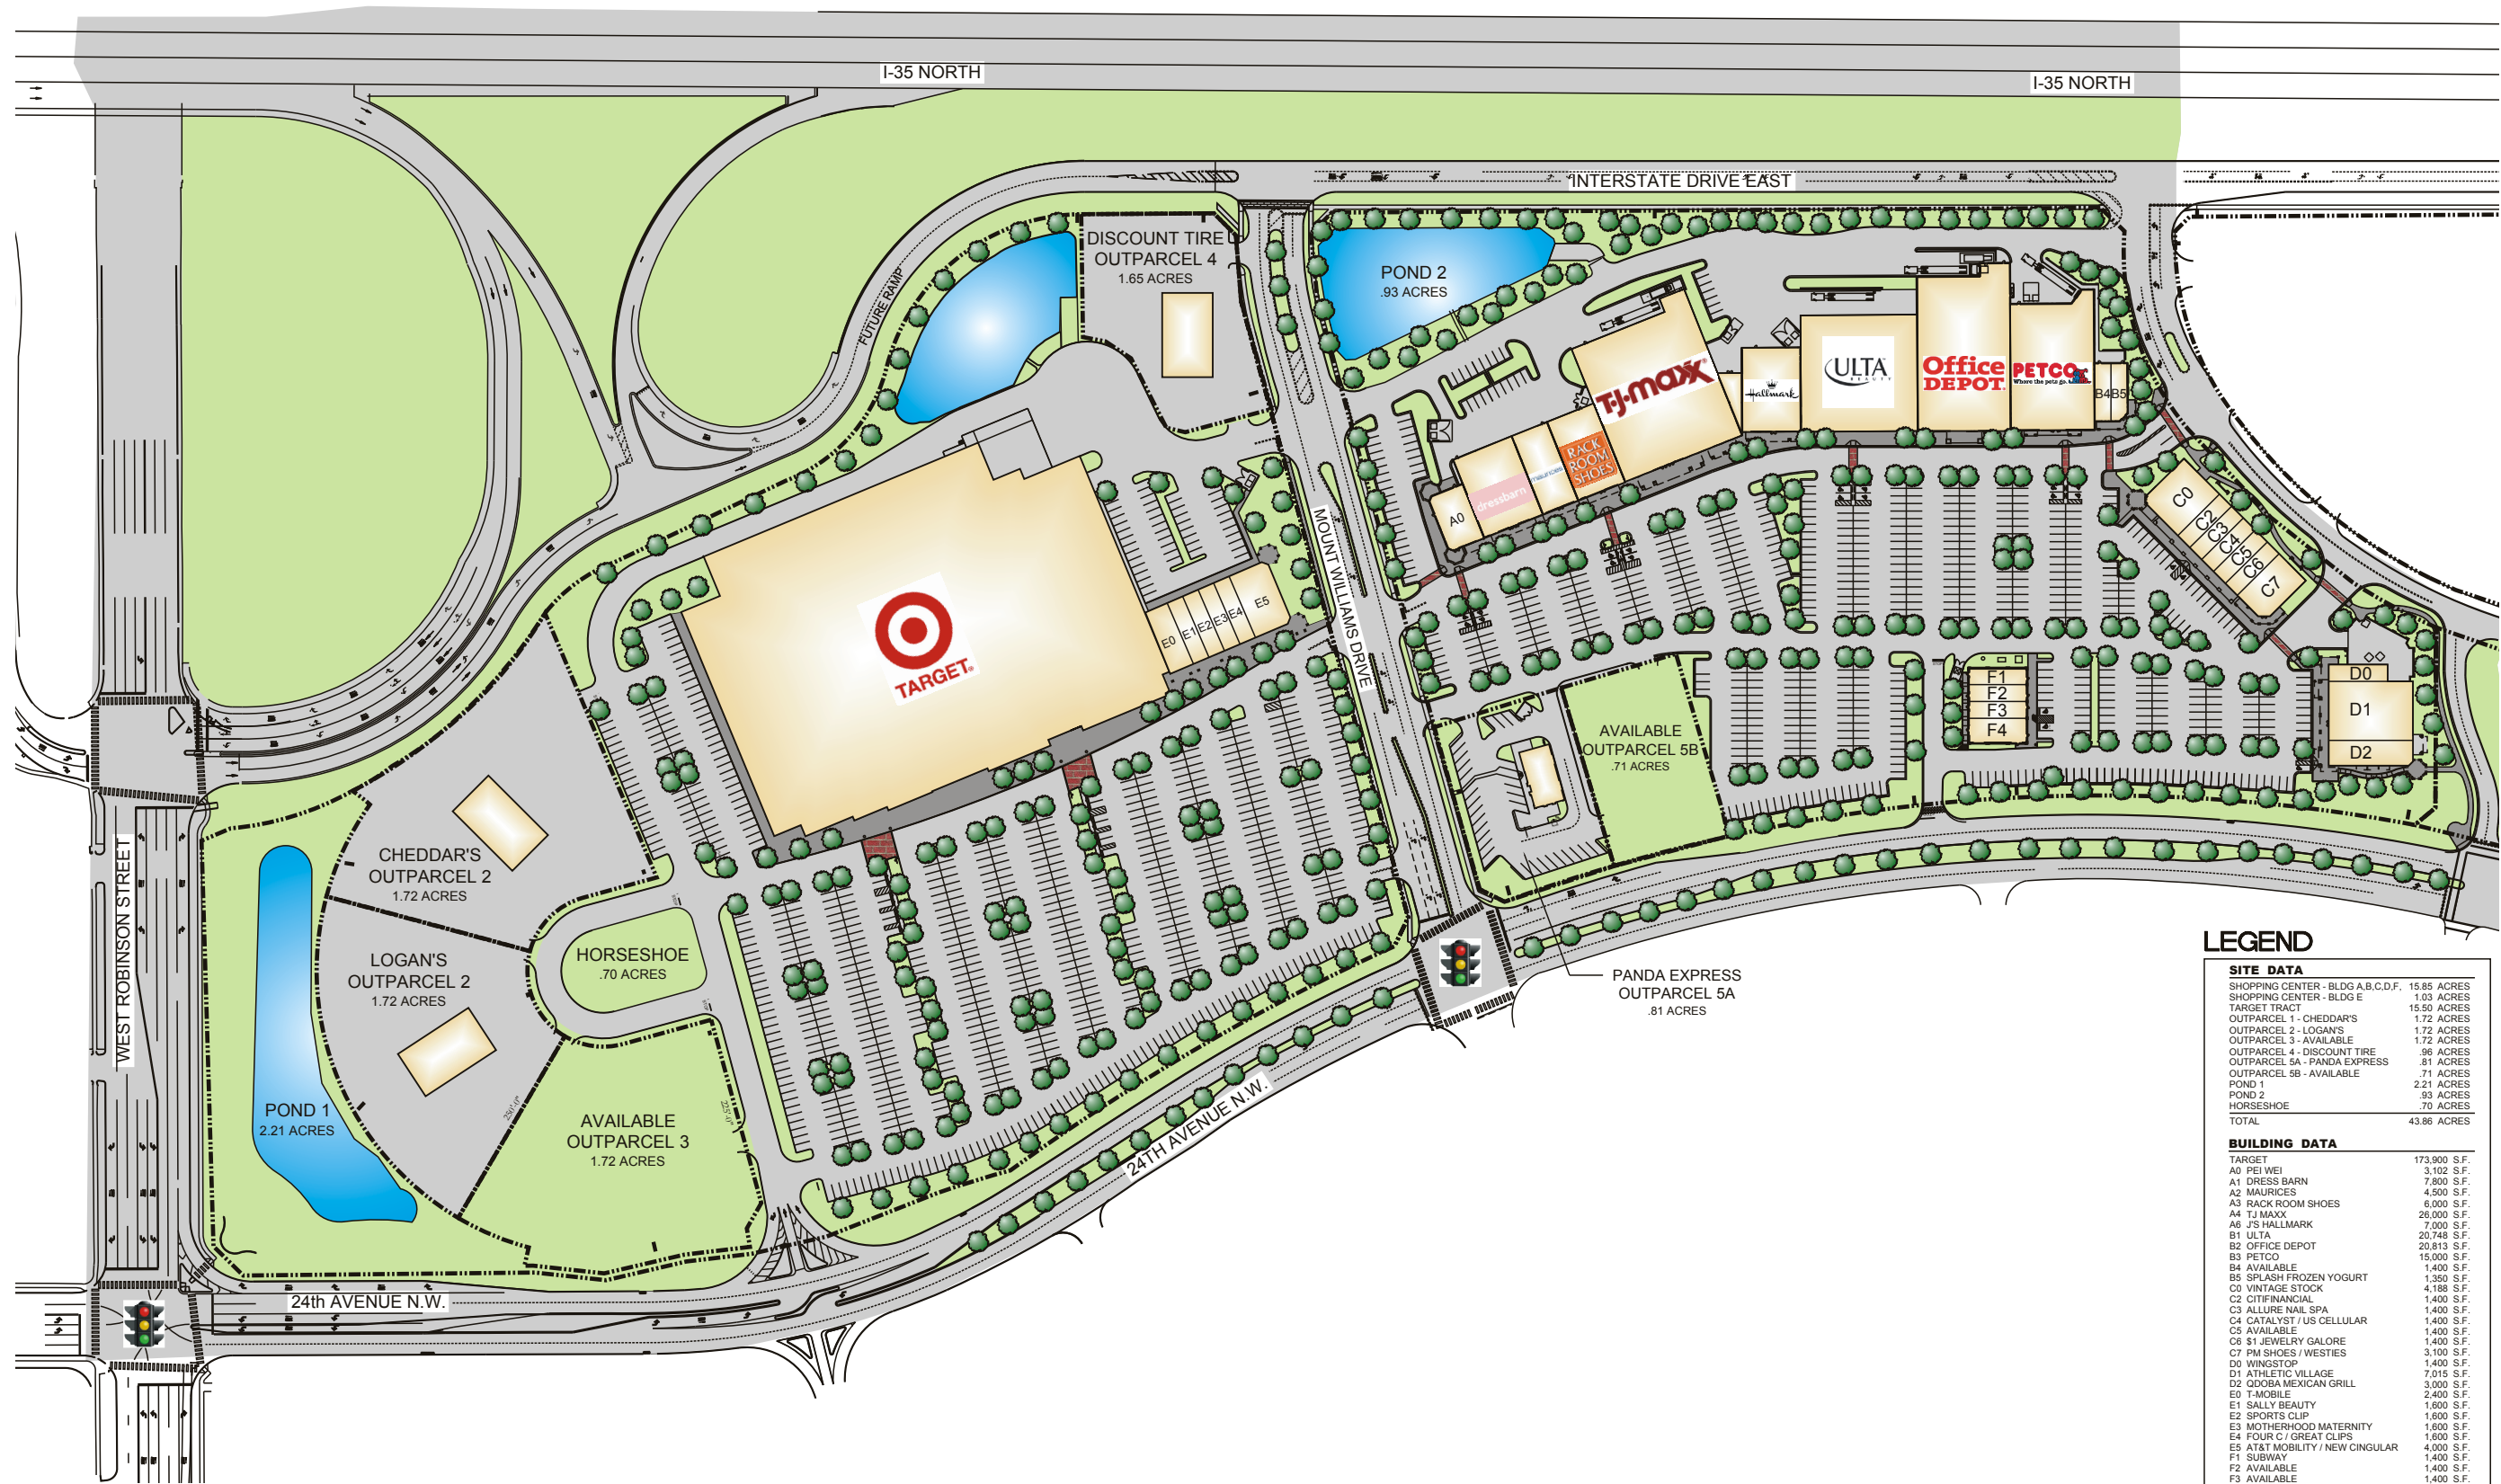 I-35 NORTH
I-35 NORTH
INTERSTATE DRIVE EAST
DISCOUNT TIRE
OUTPARCEL 4
1.65 ACRES
POND 2
.93 ACRES
FUTURE RAMP
T·J·maxx
Hallmark
ULTA
BEAUTY
Office
DEPOT
PETCO
Where the pets go.
B4 B5
RACK
ROOM
SHOES
maurices
dressbarn
A0
C0
C2
C3
C4
C5
C6
C7
MOUNT WILLIAMS DRIVE
E0 E1 E2 E3 E4 E5
TARGET
F1
F2
F3
F4
D0
D1
D2
AVAILABLE
OUTPARCEL 5B
.71 ACRES
CHEDDAR'S
OUTPARCEL 2
1.72 ACRES
WEST ROBINSON STREET
LOGAN'S
OUTPARCEL 2
1.72 ACRES
HORSESHOE
.70 ACRES
PANDA EXPRESS
OUTPARCEL 5A
.81 ACRES
POND 1
2.21 ACRES
250'-0"
225'-0"
AVAILABLE
OUTPARCEL 3
1.72 ACRES
24TH AVENUE N.W.
24th AVENUE N.W.
LEGEND
SITE DATA
SHOPPING CENTER - BLDG A,B,C,D,F, 15.85 ACRES
SHOPPING CENTER - BLDG E 1.03 ACRES
TARGET TRACT 15.50 ACRES
OUTPARCEL 1 - CHEDDAR'S 1.72 ACRES
OUTPARCEL 2 - LOGAN'S 1.72 ACRES
OUTPARCEL 3 - AVAILABLE 1.72 ACRES
OUTPARCEL 4 - DISCOUNT TIRE .96 ACRES
OUTPARCEL 5A - PANDA EXPRESS .81 ACRES
OUTPARCEL 5B - AVAILABLE .71 ACRES
POND 1 2.21 ACRES
POND 2 .93 ACRES
HORSESHOE .70 ACRES
TOTAL 43.86 ACRES
BUILDING DATA
TARGET 173,900 S.F.
A0 PEI WEI 3,102 S.F.
A1 DRESS BARN 7,800 S.F.
A2 MAURICES 4,500 S.F.
A3 RACK ROOM SHOES 6,000 S.F.
A4 TJ MAXX 26,000 S.F.
A6 J'S HALLMARK 7,000 S.F.
B1 ULTA 20,748 S.F.
B2 OFFICE DEPOT 20,813 S.F.
B3 PETCO 15,000 S.F.
B4 AVAILABLE 1,400 S.F.
B5 SPLASH FROZEN YOGURT 1,350 S.F.
C0 VINTAGE STOCK 4,188 S.F.
C2 CITIFINANCIAL 1,400 S.F.
C3 ALLURE NAIL SPA 1,400 S.F.
C4 CATALYST / US CELLULAR 1,400 S.F.
C5 AVAILABLE 1,400 S.F.
C6 $1 JEWELRY GALORE 1,400 S.F.
C7 PM SHOES / WESTIES 3,100 S.F.
D0 WINGSTOP 1,400 S.F.
D1 ATHLETIC VILLAGE 7,015 S.F.
D2 QDOBA MEXICAN GRILL 3,000 S.F.
E0 T-MOBILE 2,400 S.F.
E1 SALLY BEAUTY 1,600 S.F.
E2 SPORTS CLIP 1,600 S.F.
E3 MOTHERHOOD MATERNITY 1,600 S.F.
E4 FOUR C / GREAT CLIPS 1,600 S.F.
E5 AT&T MOBILITY / NEW CINGULAR 4,000 S.F.
F1 SUBWAY 1,400 S.F.
F2 AVAILABLE 1,400 S.F.
F3 AVAILABLE 1,400 S.F.